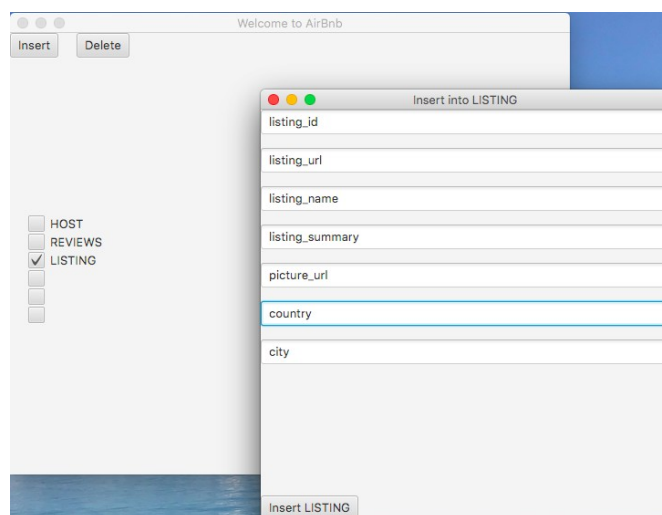 Welcome to AirBnb
Insert Delete
HOST
REVIEWS
LISTING
Insert into LISTING
listing_id
listing_url
listing_name
listing_summary
picture_url
country
city
Insert LISTING